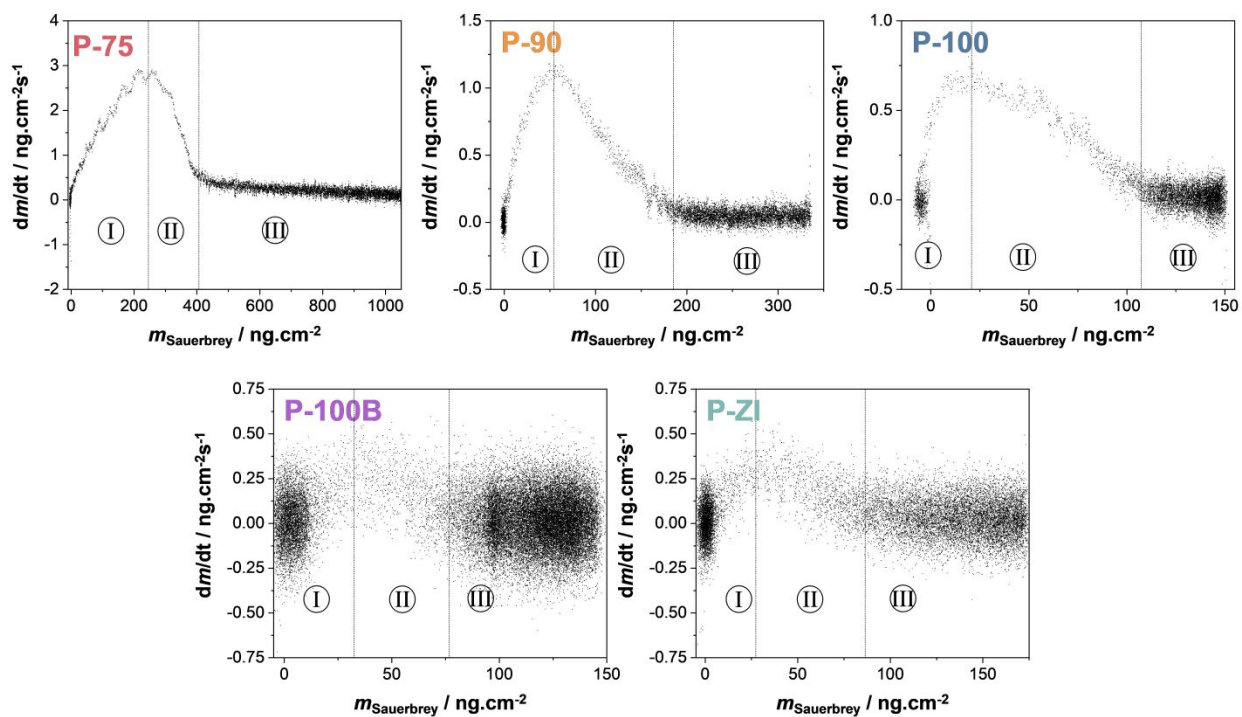 P-75
dm/dt / ng.cm-2s-1
4
3
2
1
0
-1
-2
I
II
III
0
200
400
600
800
1000
mSauerbrey / ng.cm-2
P-90
dm/dt / ng.cm-2s-1
1.5
1.0
0.5
0.0
-0.5
I
II
III
0
100
200
300
mSauerbrey / ng.cm-2
P-100
dm/dt / ng.cm-2s-1
1.0
0.5
0.0
-0.5
I
II
III
0
50
100
150
mSauerbrey / ng.cm-2
P-100B
dm/dt / ng.cm-2s-1
0.75
0.50
0.25
0.00
-0.25
-0.50
-0.75
I
II
III
0
50
100
150
mSauerbrey / ng.cm-2
P-ZI
dm/dt / ng.cm-2s-1
0.75
0.50
0.25
0.00
-0.25
-0.50
-0.75
I
II
III
0
50
100
150
mSauerbrey / ng.cm-2